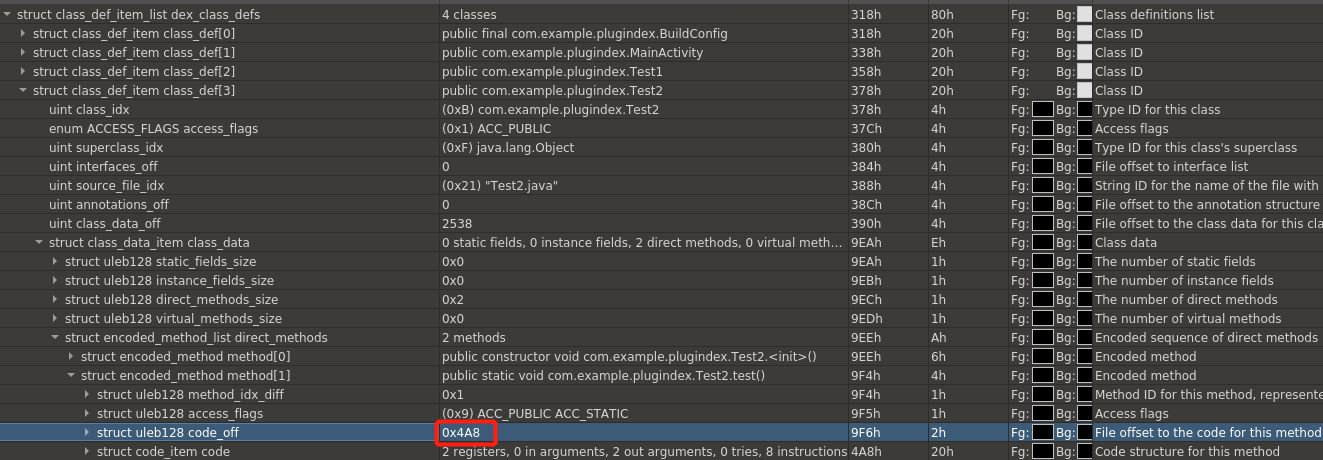 struct class_def_item_list dex_class_defs 4 classes 318h 80h Fg: Bg: Class definitions list
struct class_def_item class_def[0] public final com.example.plugindex.BuildConfig 318h 20h Fg: Bg: Class ID
struct class_def_item class_def[1] public com.example.plugindex.MainActivity 338h 20h Fg: Bg: Class ID
struct class_def_item class_def[2] public com.example.plugindex.Test1 358h 20h Fg: Bg: Class ID
struct class_def_item class_def[3] public com.example.plugindex.Test2 378h 20h Fg: Bg: Class ID
uint class_idx (0xB) com.example.plugindex.Test2 378h 4h Fg: Bg: Type ID for this class
enum ACCESS_FLAGS access_flags (0x1) ACC_PUBLIC 37Ch 4h Fg: Bg: Access flags
uint superclass_idx (0xF) java.lang.Object 380h 4h Fg: Bg: Type ID for this class's superclass
uint interfaces_off 0 384h 4h Fg: Bg: File offset to interface list
uint source_file_idx (0x21) "Test2.java" 388h 4h Fg: Bg: String ID for the name of the file with
uint annotations_off 0 38Ch 4h Fg: Bg: File offset to the annotation structure
uint class_data_off 2538 390h 4h Fg: Bg: File offset to the class data for this cla
struct class_data_item class_data 0 static fields, 0 instance fields, 2 direct methods, 0 virtual meth... 9EAh Eh Fg: Bg: Class data
struct uleb128 static_fields_size 0x0 9EAh 1h Fg: Bg: The number of static fields
struct uleb128 instance_fields_size 0x0 9EBh 1h Fg: Bg: The number of instance fields
struct uleb128 direct_methods_size 0x2 9ECh 1h Fg: Bg: The number of direct methods
struct uleb128 virtual_methods_size 0x0 9EDh 1h Fg: Bg: The number of virtual methods
struct encoded_method_list direct_methods 2 methods 9EEh Ah Fg: Bg: Encoded sequence of direct methods
struct encoded_method method[0] public constructor void com.example.plugindex.Test2.<init>() 9EEh 6h Fg: Bg: Encoded method
struct encoded_method method[1] public static void com.example.plugindex.Test2.test() 9F4h 4h Fg: Bg: Encoded method
struct uleb128 method_idx_diff 0x1 9F4h 1h Fg: Bg: Method ID for this method, represente
struct uleb128 access_flags (0x9) ACC_PUBLIC ACC_STATIC 9F5h 1h Fg: Bg: Access flags
struct uleb128 code_off 0x4A8 9F6h 2h Fg: Bg: File offset to the code for this method
struct code_item code 2 registers, 0 in arguments, 2 out arguments, 0 tries, 8 instructions 4A8h 20h Fg: Bg: Code structure for this method